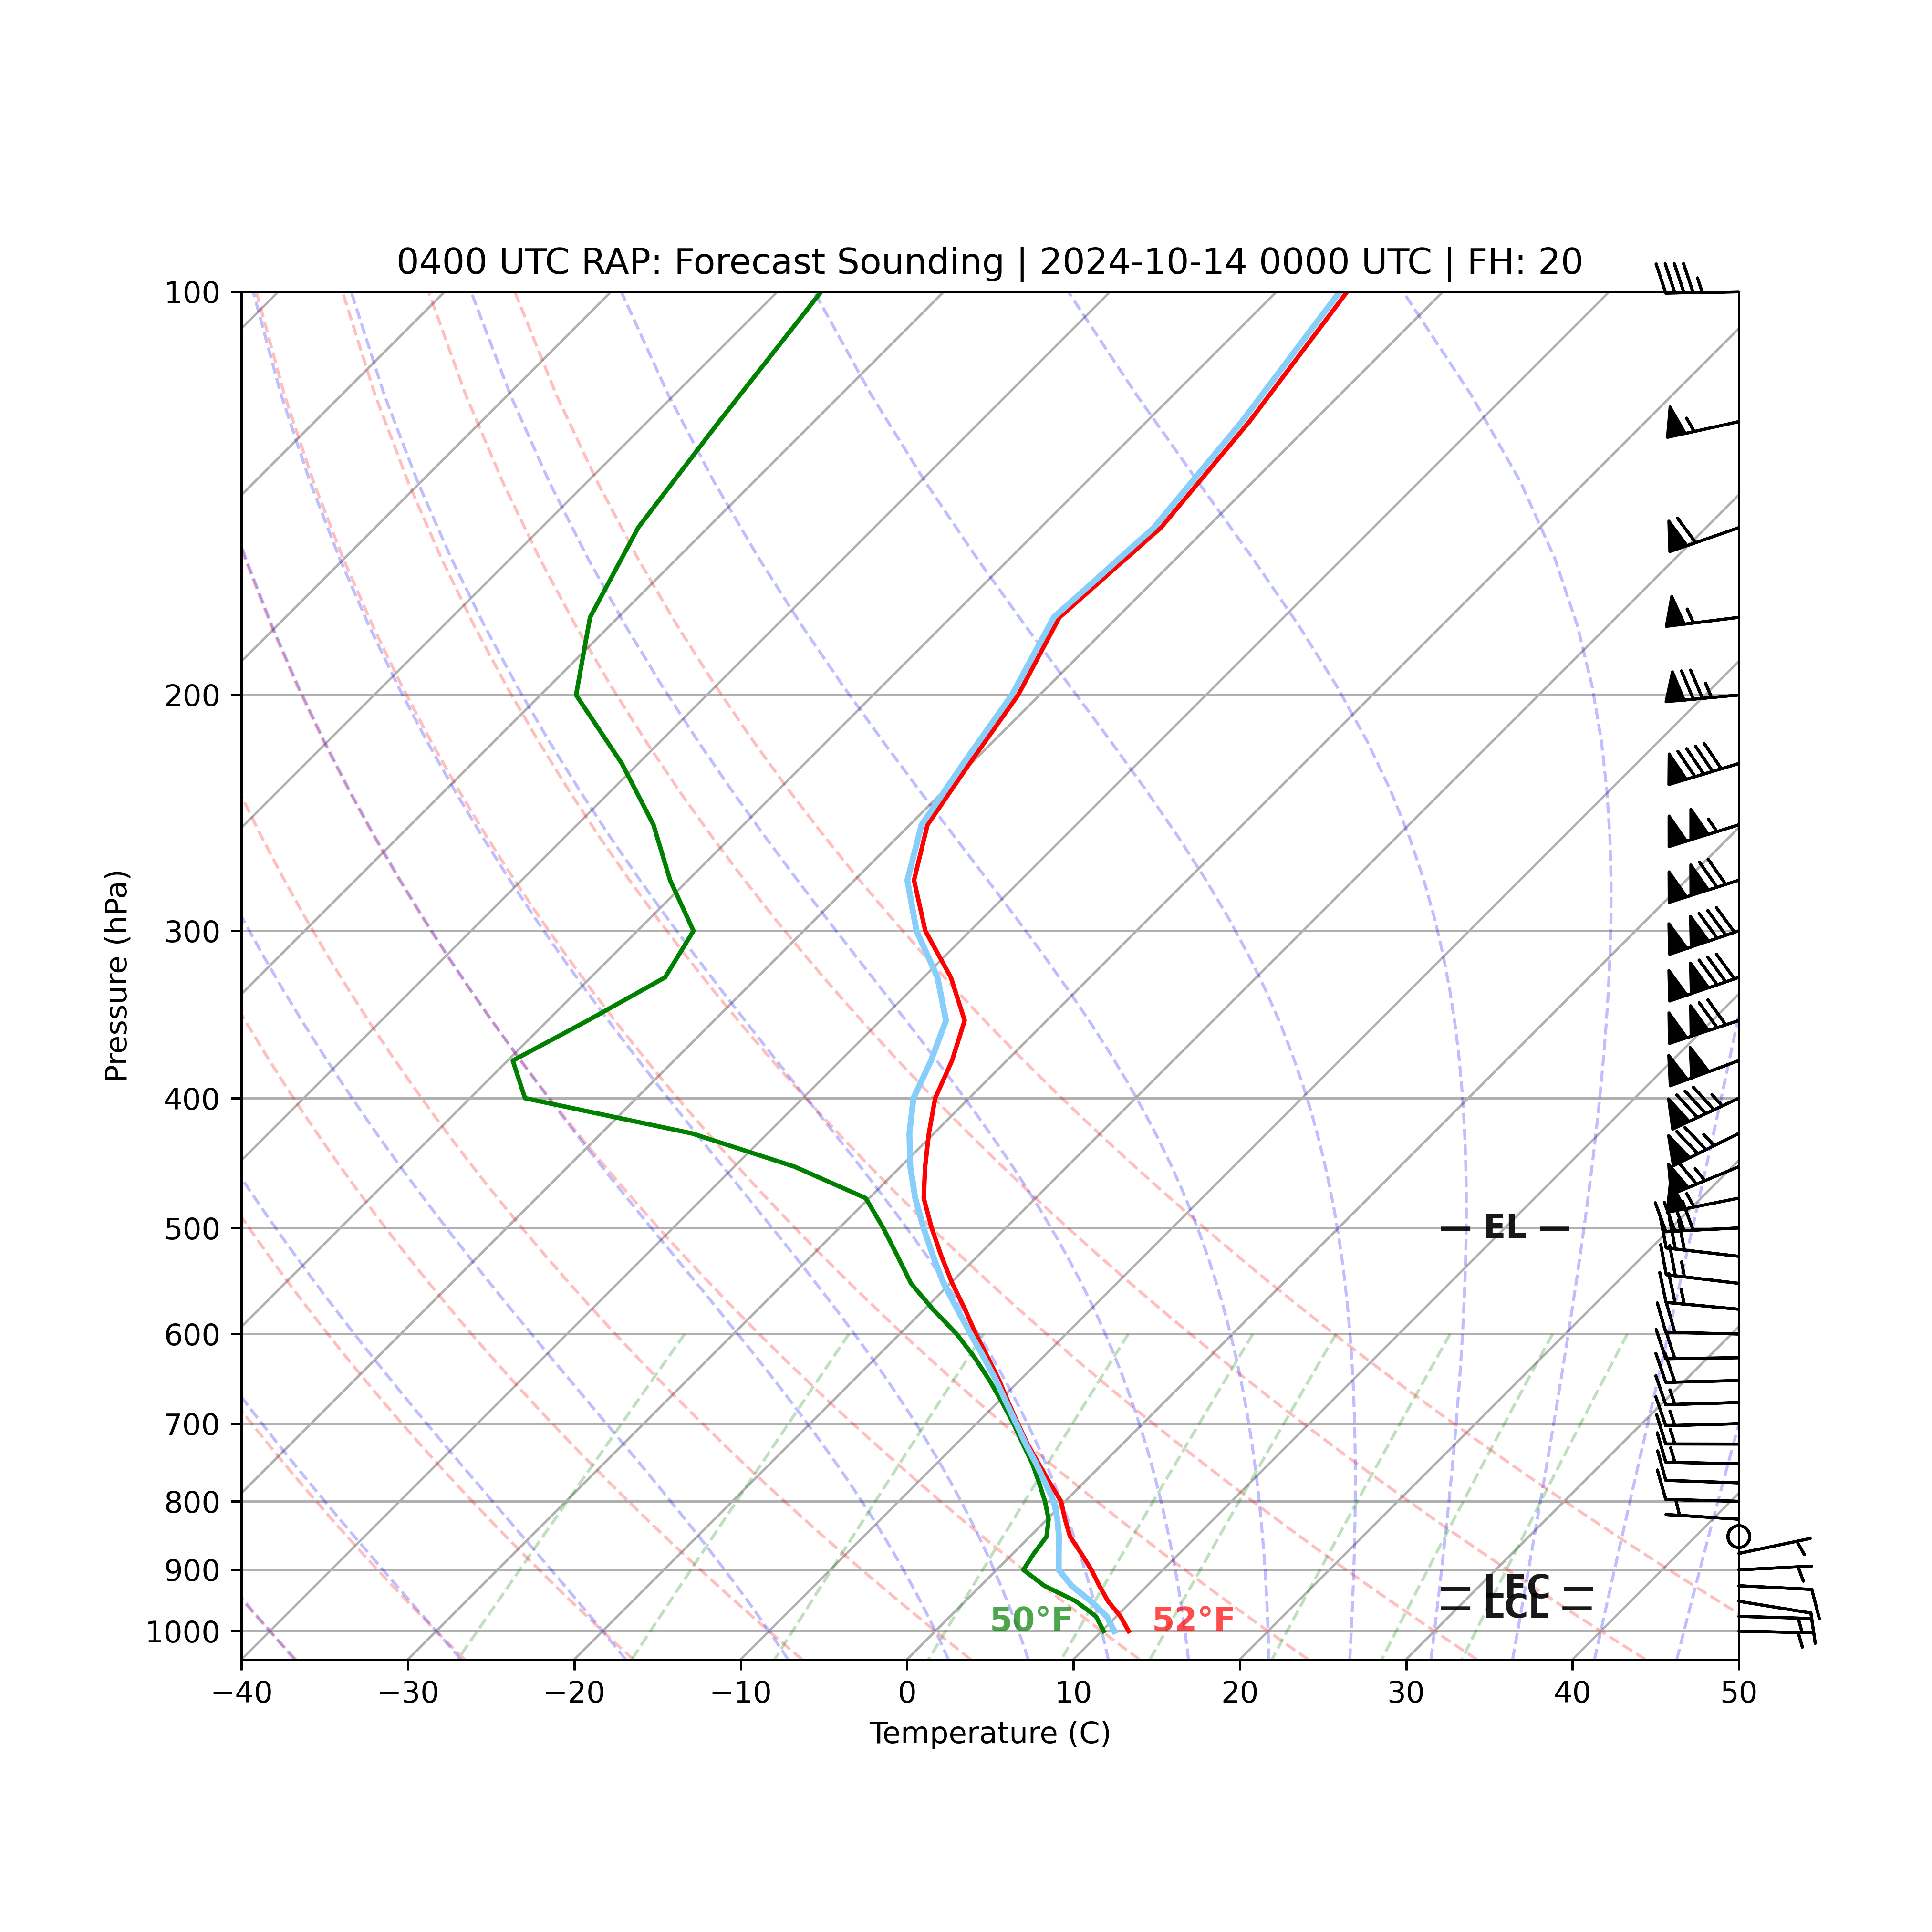 0400 UTC RAP: Forecast Sounding | 2024-10-14 0000 UTC | FH: 20
100
200
300
400
500
600
700
800
900
1000
Pressure (hPa)
— EL —
— LFC —
— LCL —
50°F
52°F
−40
−30
−20
−10
0
10
20
30
40
50
Temperature (C)